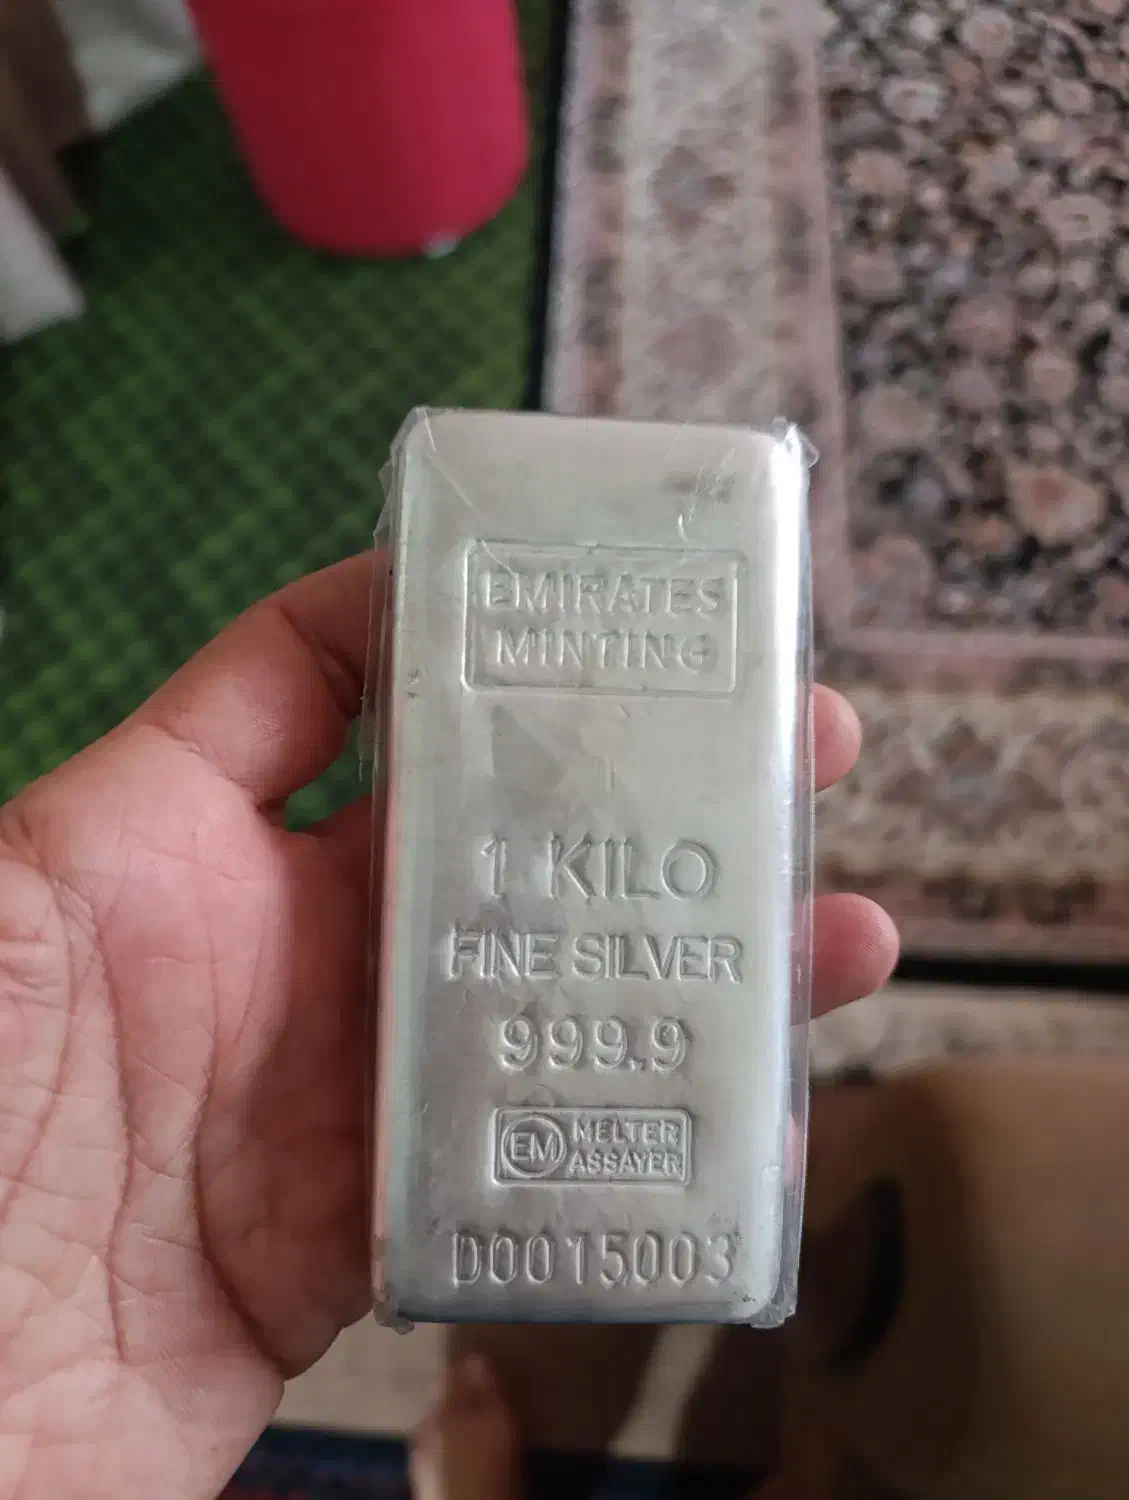 EMIRATES
MINTING
1 KILO
FINE SILVER
999.9
EM MELTER
ASSAYER
D0015003